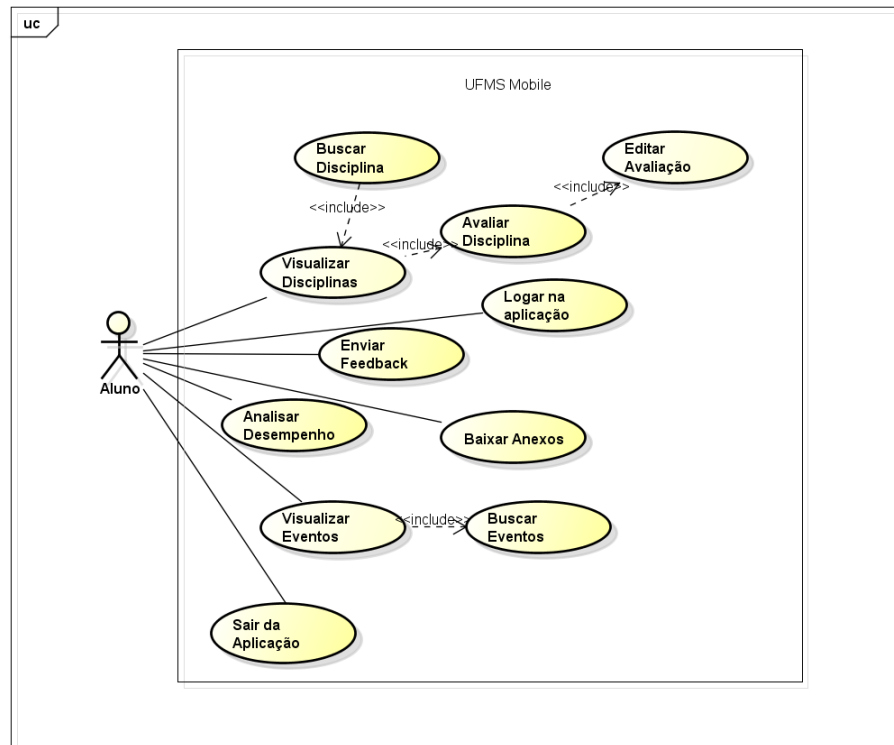 uc
UFMS Mobile
Buscar
Disciplina
Editar
Avaliação
<<include>>
<<include>>
Avaliar
Disciplina
<<include>>
Visualizar
Disciplinas
Logar na
aplicação
Enviar
Feedback
Aluno
Analisar
Desempenho
Baixar Anexos
Visualizar
Eventos
<<include>>
Buscar
Eventos
Sair da
Aplicação